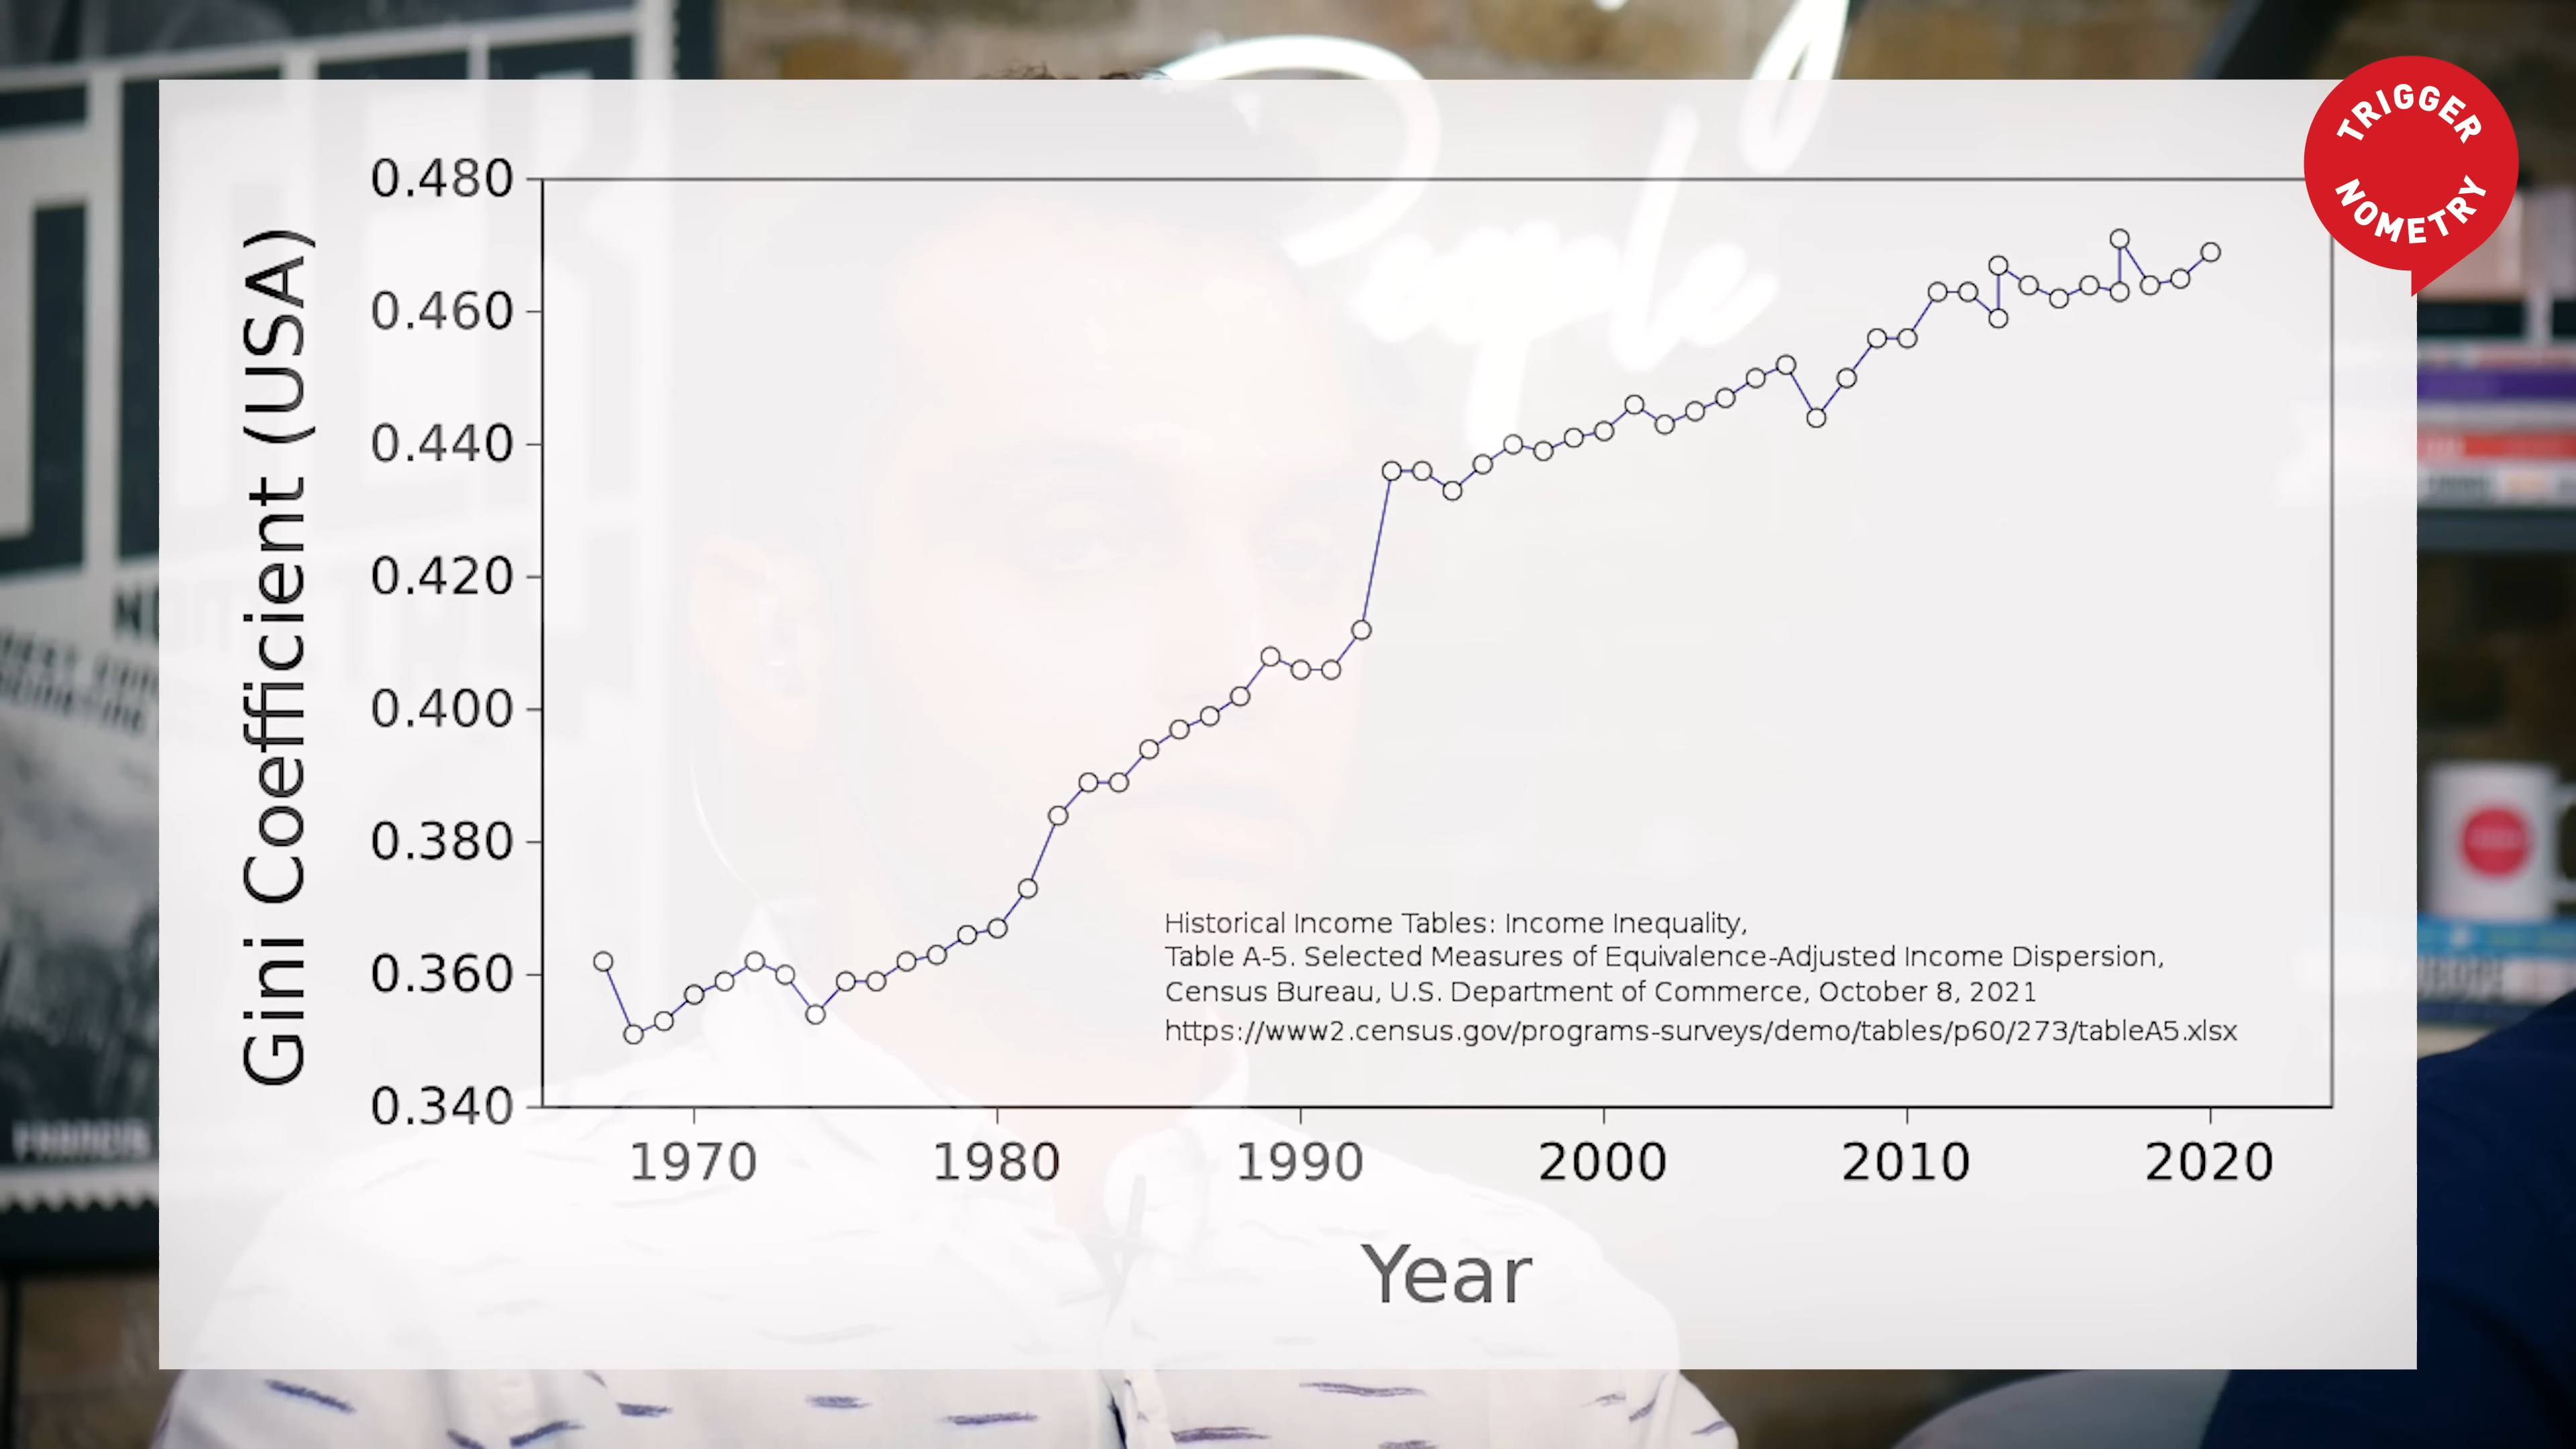 People
TRIGGER
NOMETRY
Gini Coefficient (USA)
0.480
0.460
0.440
0.420
0.400
0.380
0.360
0.340
Historical Income Tables: Income Inequality,
Table A-5. Selected Measures of Equivalence-Adjusted Income Dispersion,
Census Bureau, U.S. Department of Commerce, October 8, 2021
https://www2.census.gov/programs-surveys/demo/tables/p60/273/tableA5.xlsx
1970
1980
1990
2000
2010
2020
Year